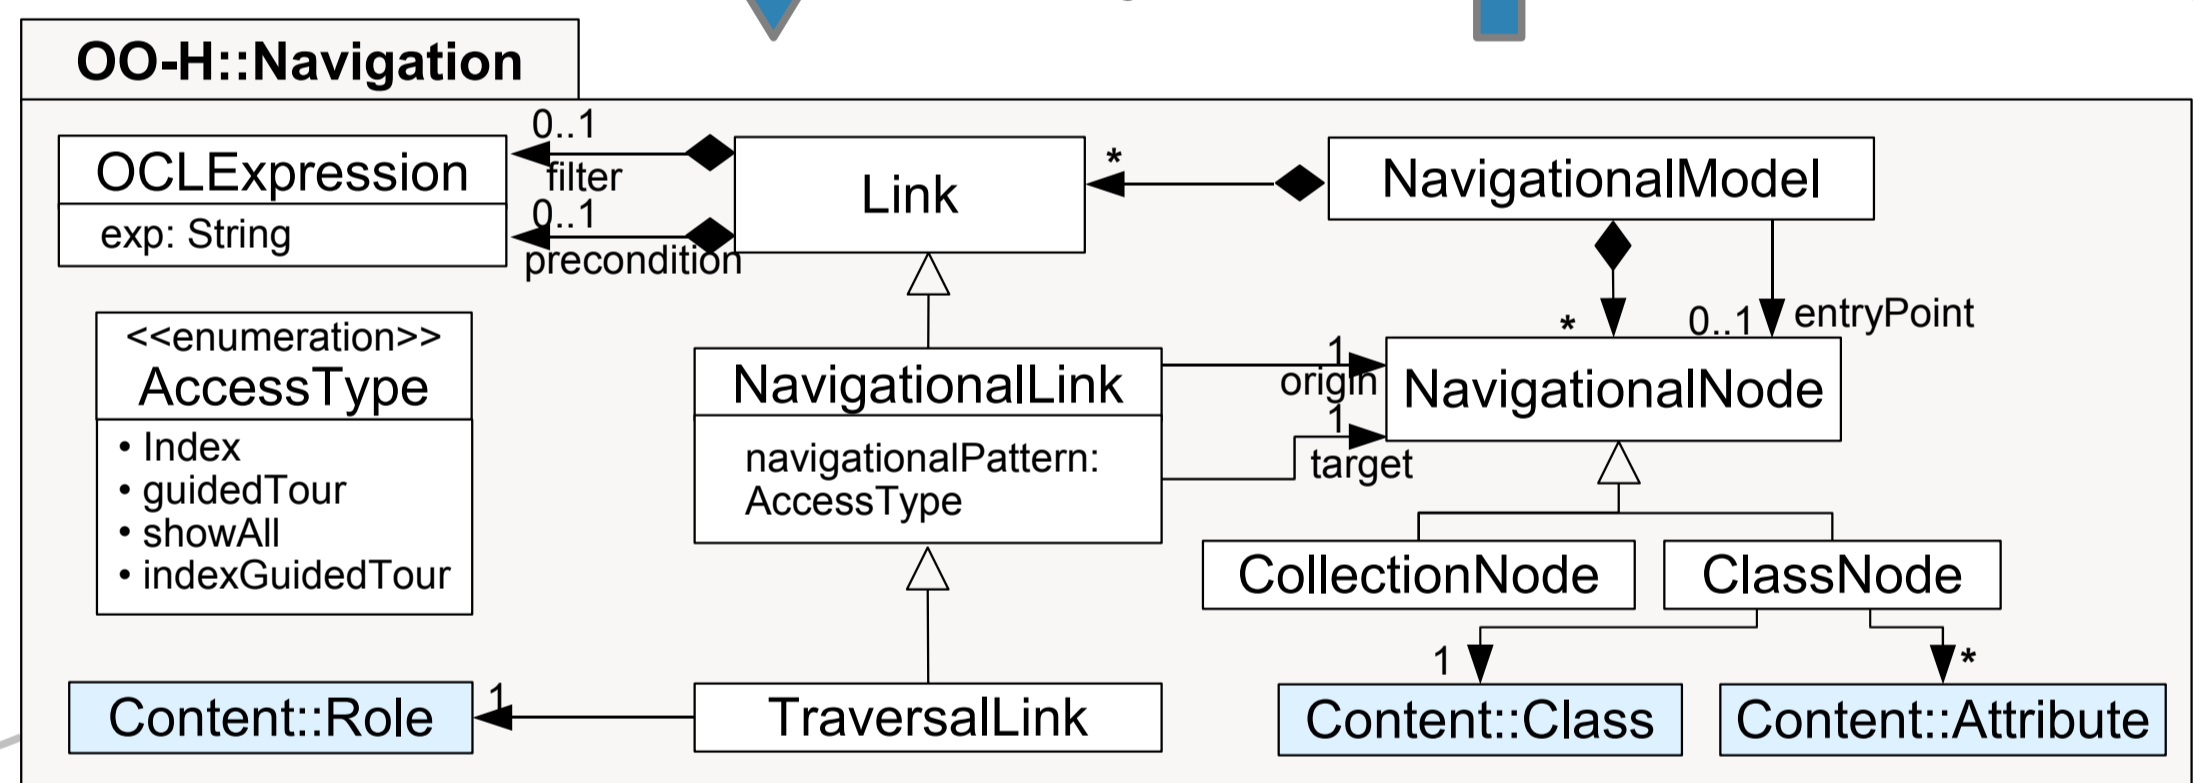 OO-H::Navigation
OCLExpression
exp: String
0..1
filter
0..1
precondition
Link
*
NavigationalModel
<<enumeration>>
AccessType
• Index
• guidedTour
• showAll
• indexGuidedTour
NavigationalLink
navigationalPattern:
AccessType
1
origin
1
target
*
0..1
entryPoint
NavigationalNode
CollectionNode
ClassNode
Content::Role
1
TraversalLink
1
*
Content::Class
Content::Attribute